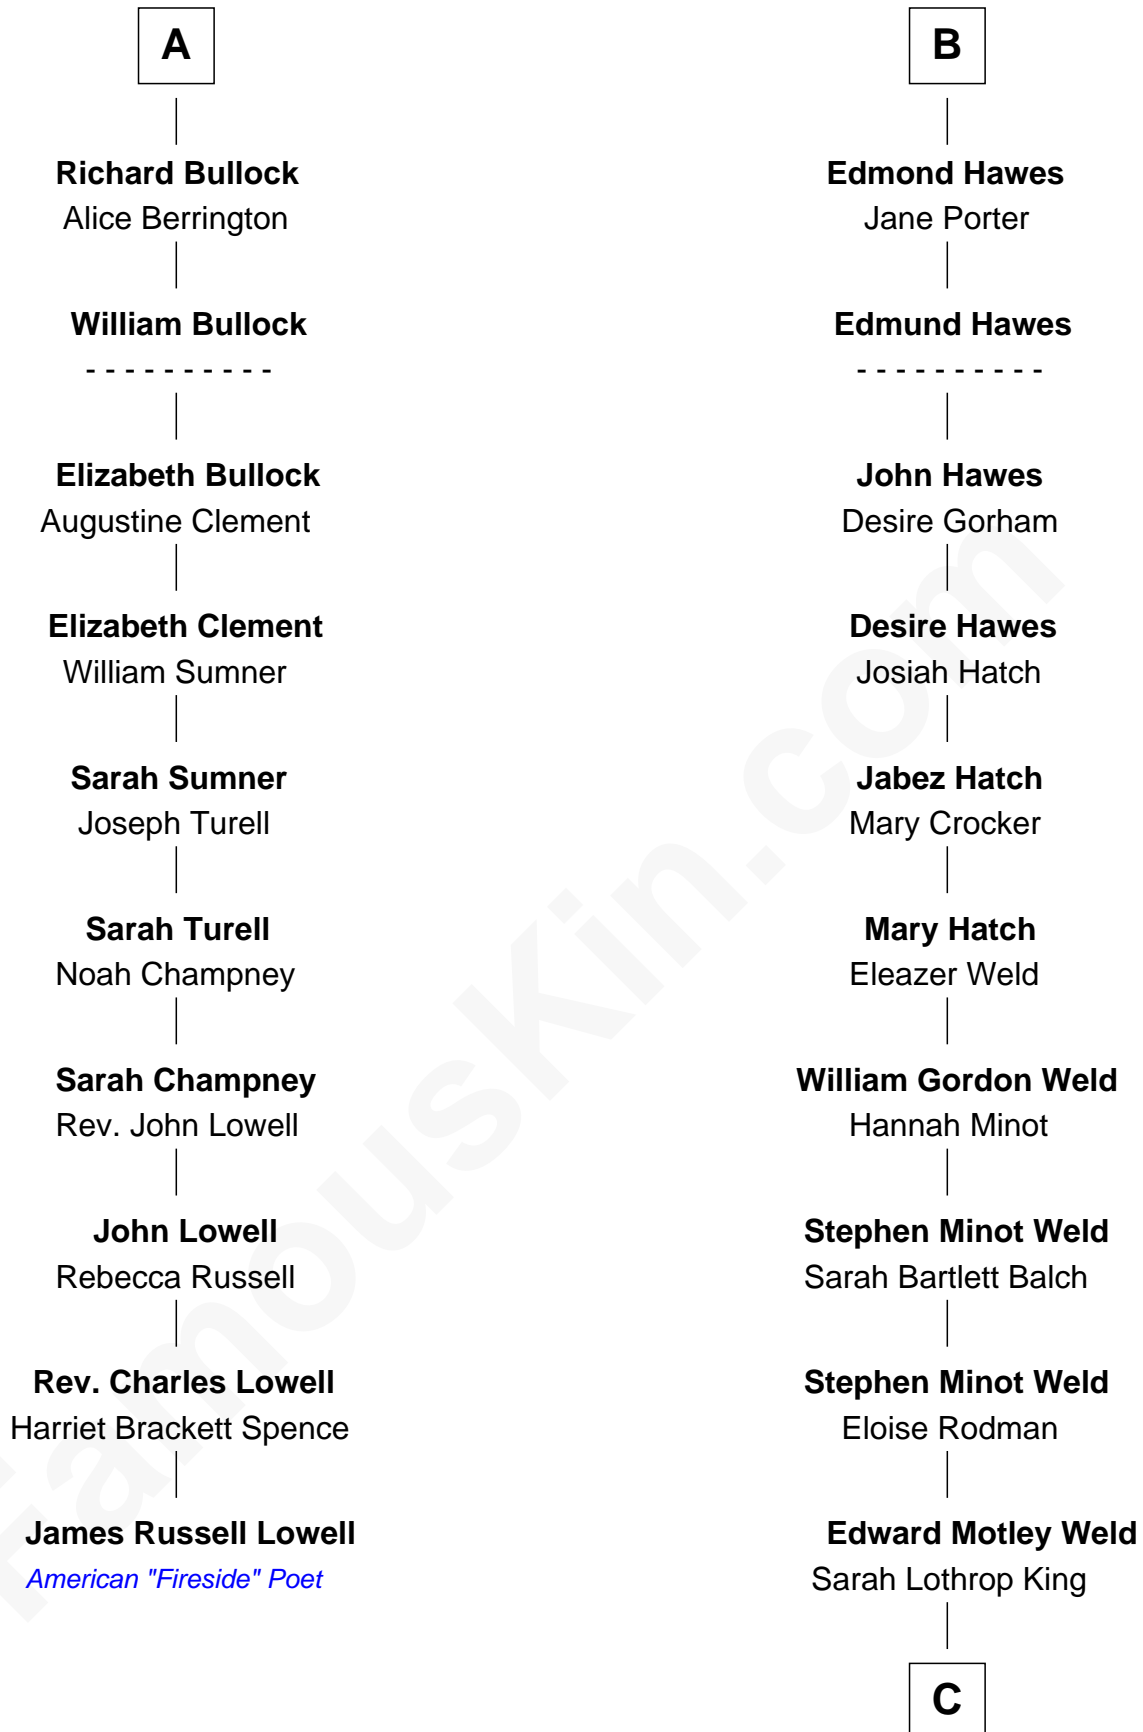 A
Richard Bullock
Alice Berrington
William Bullock
- - - - - - - - - -
Elizabeth Bullock
Augustine Clement
Elizabeth Clement
William Sumner
Sarah Sumner
Joseph Turell
Sarah Turell
Noah Champney
Sarah Champney
Rev. John Lowell
John Lowell
Rebecca Russell
Rev. Charles Lowell
Harriet Brackett Spence
James Russell Lowell
American "Fireside" Poet
B
Edmond Hawes
Jane Porter
Edmund Hawes
- - - - - - - - - -
John Hawes
Desire Gorham
Desire Hawes
Josiah Hatch
Jabez Hatch
Mary Crocker
Mary Hatch
Eleazer Weld
William Gordon Weld
Hannah Minot
Stephen Minot Weld
Sarah Bartlett Balch
Stephen Minot Weld
Eloise Rodman
Edward Motley Weld
Sarah Lothrop King
C
FamousKin.com